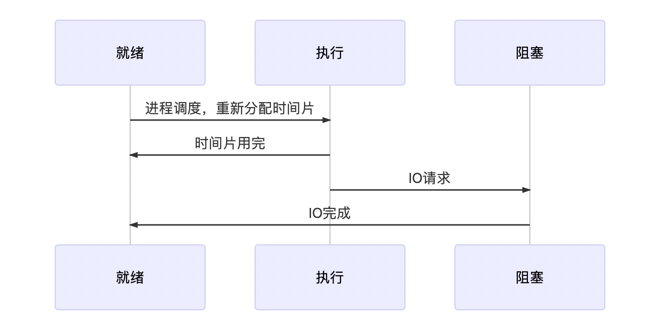 就绪
执行
阻塞
进程调度，重新分配时间片
时间片用完
IO请求
IO完成
就绪
执行
阻塞